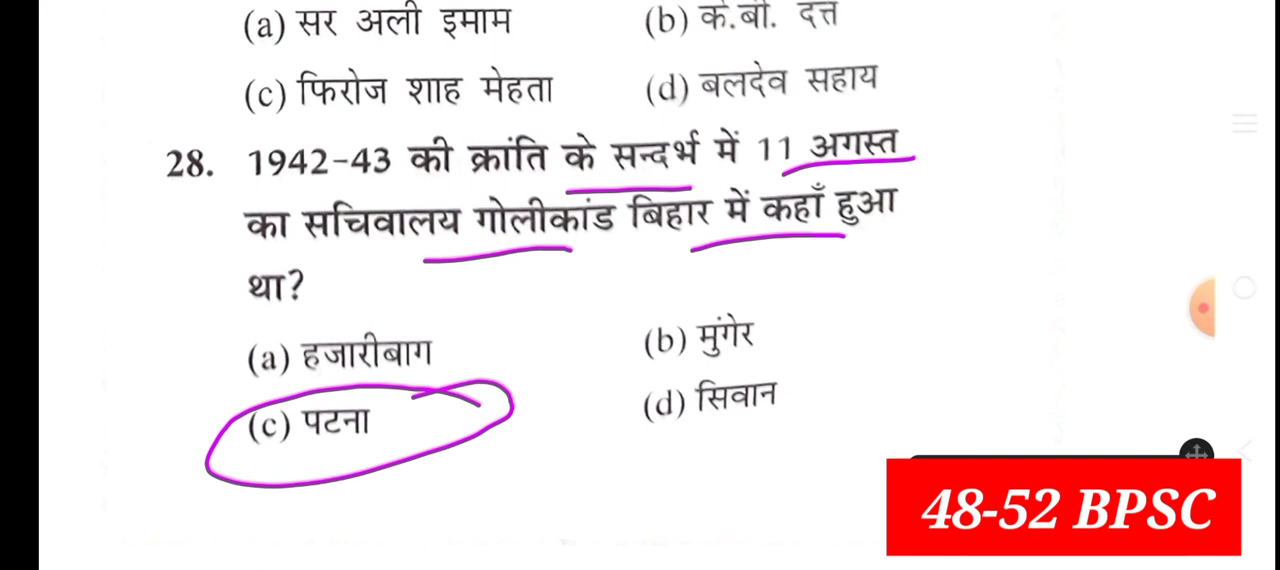 (a) सर अली इमाम (b) के.बी. दत्त
(c) फिरोज शाह मेहता (d) बलदेव सहाय
28. 1942-43 की क्रांति के सन्दर्भ में 11 अगस्त
का सचिवालय गोलीकांड बिहार में कहाँ हुआ
था?
(a) हजारीबाग (b) मुंगेर
(c) पटना (d) सिवान
48-52 BPSC